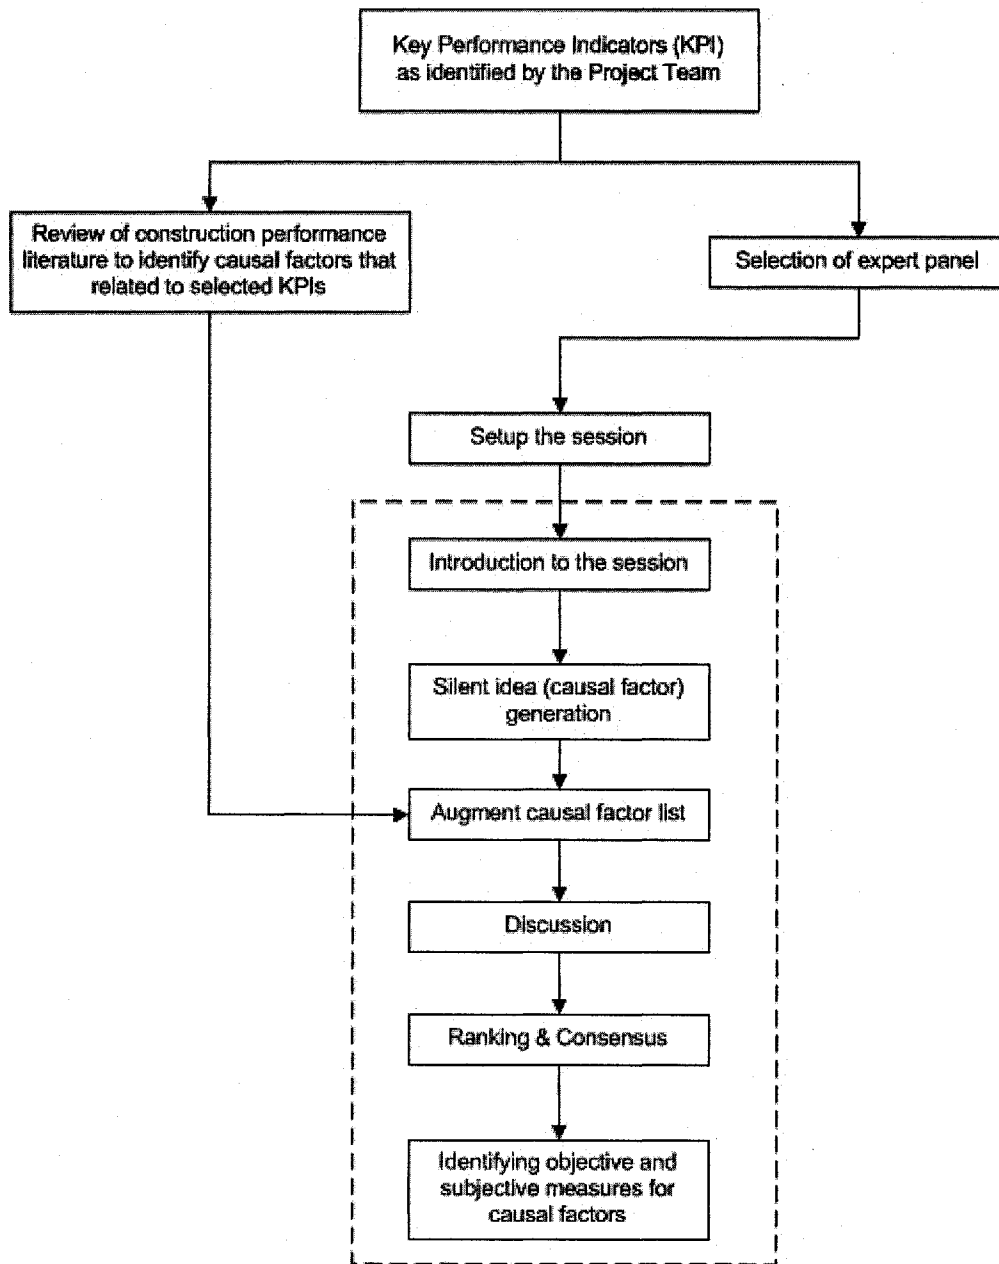 Key Performance Indicators (KPI)
as identified by the Project Team
Review of construction performance
literature to identify causal factors that
related to selected KPIs
Selection of expert panel
Setup the session
Introduction to the session
Silent idea (causal factor)
generation
Augment causal factor list
Discussion
Ranking & Consensus
Identifying objective and
subjective measures for
causal factors